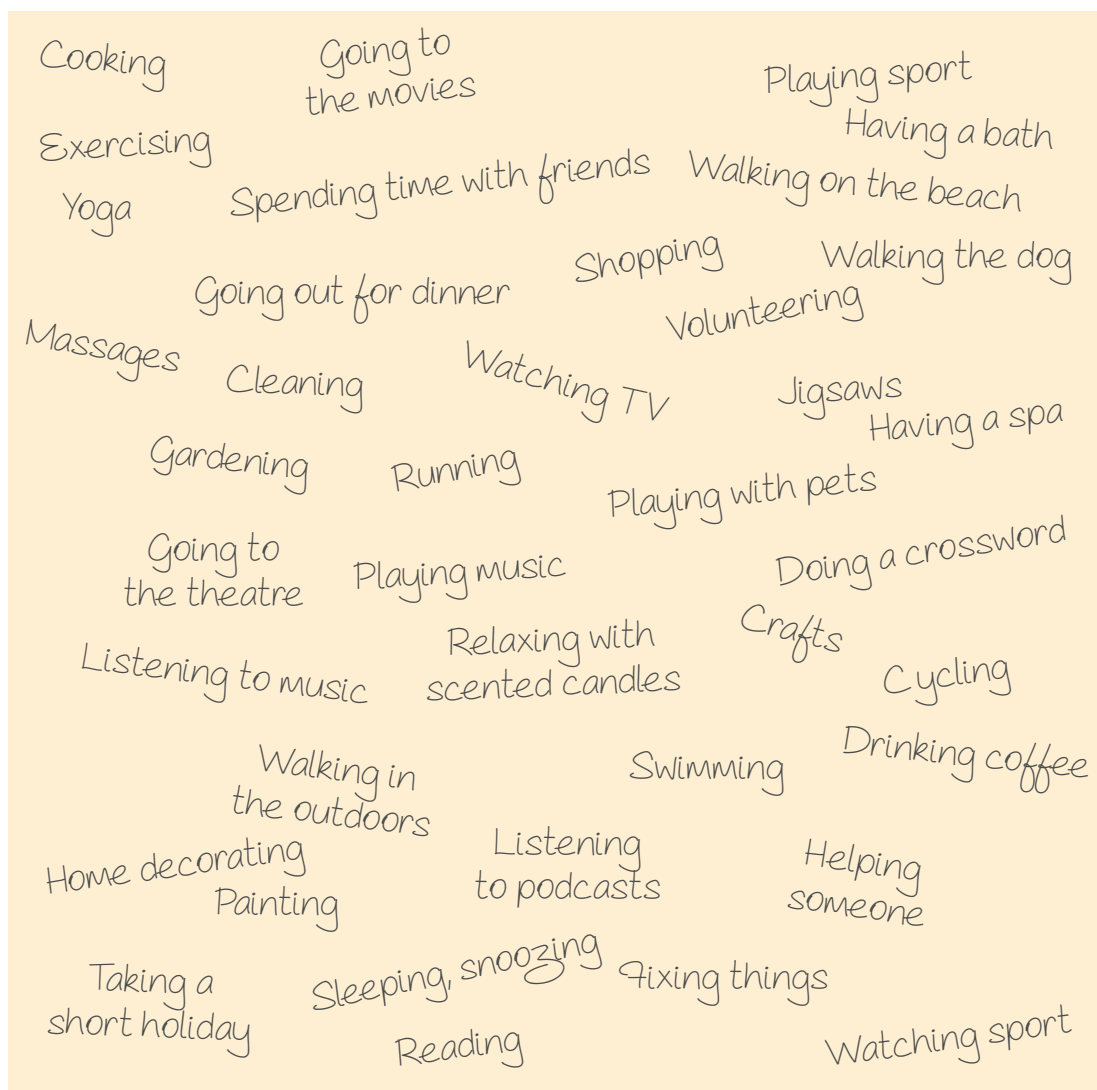 Cooking
Going to
the movies
Playing sport
Having a bath
Exercising
Spending time with friends
Walking on the beach
Yoga
Shopping
Walking the dog
Going out for dinner
Volunteering
Massages
Cleaning
Watching TV
Jigsaws
Having a spa
Gardening
Running
Playing with pets
Going to
the theatre
Playing music
Doing a crossword
Crafts
Listening to music
Relaxing with
scented candles
Cycling
Walking in
the outdoors
Swimming
Drinking coffee
Home decorating
Painting
Listening
to podcasts
Helping
someone
Taking a
short holiday
Sleeping, snoozing
Fixing things
Reading
Watching sport